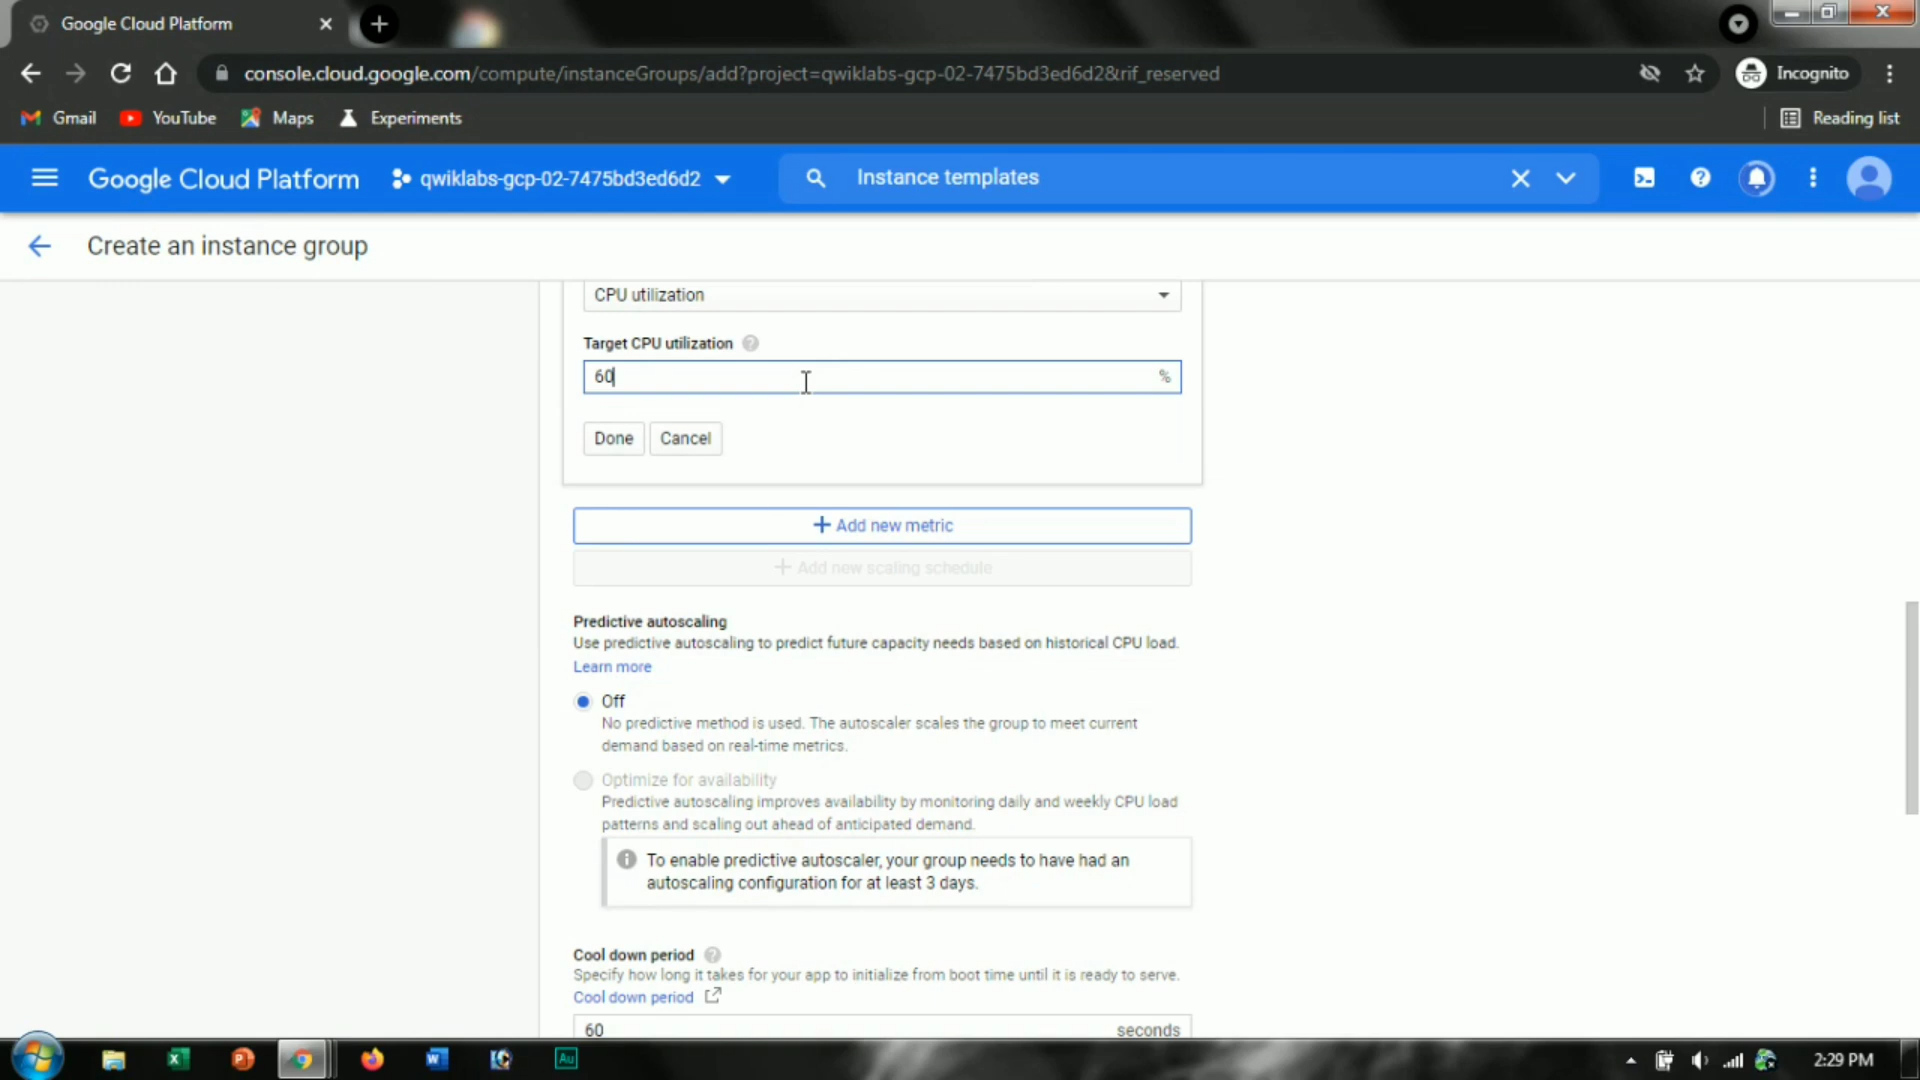 Google Cloud Platform
console.cloud.google.com/compute/instanceGroups/add?project=qwiklabs-gcp-02-7475bd3ed6d2&rif_reserved
Incognito
Gmail
YouTube
Maps
Experiments
Reading list
Google Cloud Platform
qwiklabs-gcp-02-7475bd3ed6d2
Instance templates
Create an instance group
CPU utilization
Target CPU utilization
60
%
Done
Cancel
+ Add new metric
+ Add new scaling schedule
Predictive autoscaling
Use predictive autoscaling to predict future capacity needs based on historical CPU load.
Learn more
Off
No predictive method is used. The autoscaler scales the group to meet current
demand based on real-time metrics.
Optimize for availability
Predictive autoscaling improves availability by monitoring daily and weekly CPU load
patterns and scaling out ahead of anticipated demand.
To enable predictive autoscaler, your group needs to have had an
autoscaling configuration for at least 3 days.
Cool down period
Specify how long it takes for your app to initialize from boot time until it is ready to serve.
Cool down period
60
seconds
Au
2:29 PM